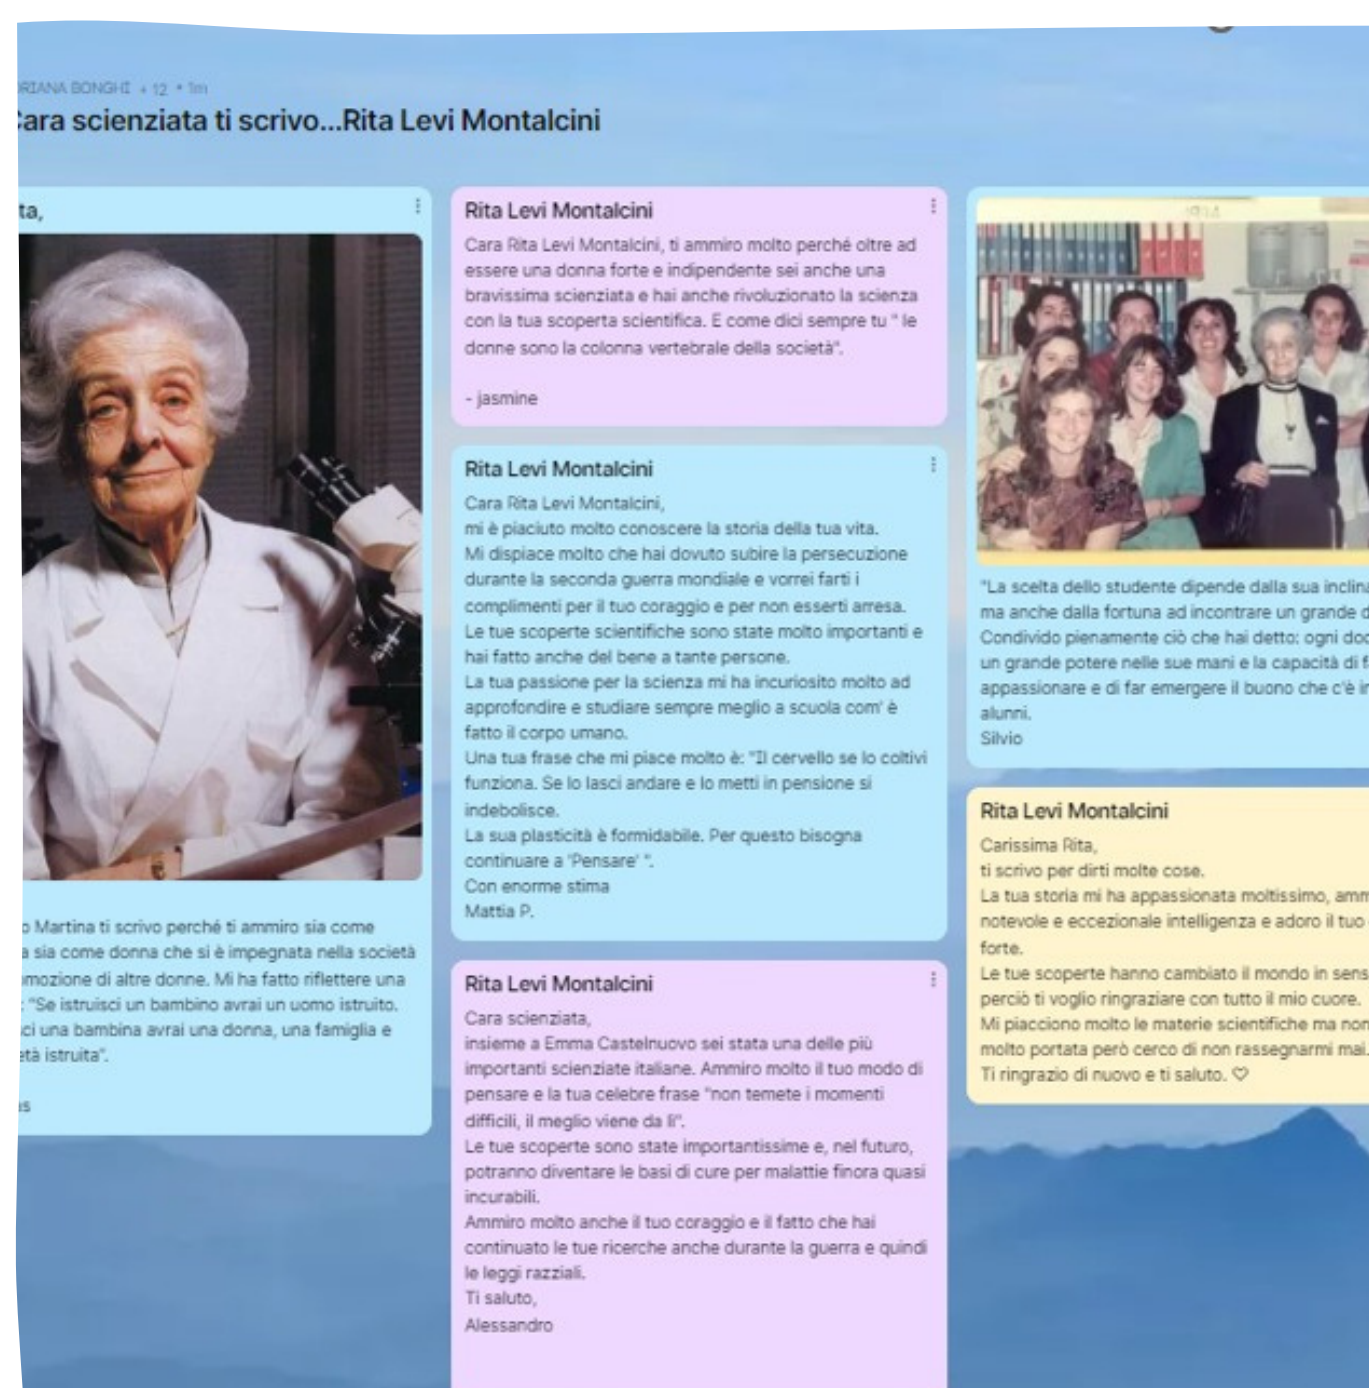 RIANA BONGHI + 12 • 1m
Cara scienziata ti scrivo...Rita Levi Montalcini
ta,
o Martina ti scrivo perché ti ammiro sia come
a sia come donna che si è impegnata nella società
mozione di altre donne. Mi ha fatto riflettere una
: "Se istruisci un bambino avrai un uomo istruito.
ci una bambina avrai una donna, una famiglia e
età istruita".
as
Rita Levi Montalcini
Cara Rita Levi Montalcini, ti ammiro molto perché oltre ad
essere una donna forte e indipendente sei anche una
bravissima scienziata e hai anche rivoluzionato la scienza
con la tua scoperta scientifica. E come dici sempre tu " le
donne sono la colonna vertebrale della società".
- jasmine
Rita Levi Montalcini
Cara Rita Levi Montalcini,
mi è piaciuto molto conoscere la storia della tua vita.
Mi dispiace molto che hai dovuto subire la persecuzione
durante la seconda guerra mondiale e vorrei farti i
complimenti per il tuo coraggio e per non esserti arresa.
Le tue scoperte scientifiche sono state molto importanti e
hai fatto anche del bene a tante persone.
La tua passione per la scienza mi ha incuriosito molto ad
approfondire e studiare sempre meglio a scuola com' è
fatto il corpo umano.
Una tua frase che mi piace molto è: "Il cervello se lo coltivi
funziona. Se lo lasci andare e lo metti in pensione si
indebolisce.
La sua plasticità è formidabile. Per questo bisogna
continuare a 'Pensare' ".
Con enorme stima
Mattia P.
Rita Levi Montalcini
Cara scienziata,
insieme a Emma Castelnuovo sei stata una delle più
importanti scienziate italiane. Ammiro molto il tuo modo di
pensare e la tua celebre frase "non temete i momenti
difficili, il meglio viene da lì".
Le tue scoperte sono state importantissime e, nel futuro,
potranno diventare le basi di cure per malattie finora quasi
incurabili.
Ammiro molto anche il tuo coraggio e il fatto che hai
continuato le tue ricerche anche durante la guerra e quindi
le leggi razziali.
Ti saluto,
Alessandro
"La scelta dello studente dipende dalla sua inclina
ma anche dalla fortuna ad incontrare un grande d
Condivido pienamente ciò che hai detto: ogni doc
un grande potere nelle sue mani e la capacità di f
appassionare e di far emergere il buono che c'è in
alunni.
Silvio
Rita Levi Montalcini
Carissima Rita,
ti scrivo per dirti molte cose.
La tua storia mi ha appassionata moltissimo, amm
notevole e eccezionale intelligenza e adoro il tuo
forte.
Le tue scoperte hanno cambiato il mondo in sens
perciò ti voglio ringraziare con tutto il mio cuore.
Mi piacciono molto le materie scientifiche ma non
molto portata però cerco di non rassegnarmi mai.
Ti ringrazio di nuovo e ti saluto. ♡